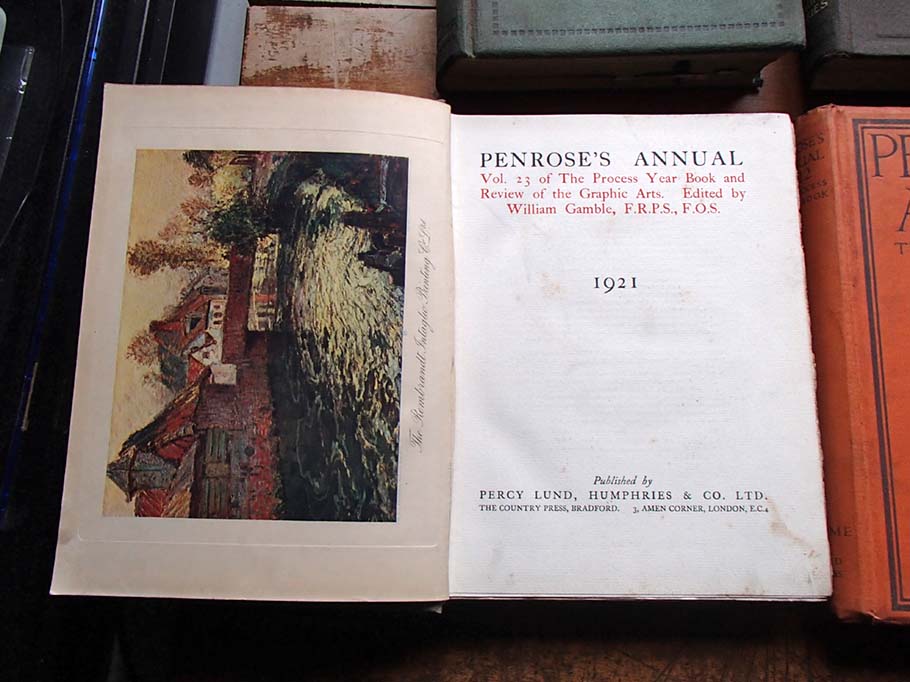 The Rembrandt Intaglio Printing Co. Ltd.
PENROSE'S ANNUAL
Vol. 23 of The Process Year Book and
Review of the Graphic Arts. Edited by
William Gamble, F.R.P.S., F.O.S.
1921
Published by
PERCY LUND, HUMPHRIES & CO. LTD.
THE COUNTRY PRESS, BRADFORD. 3, AMEN CORNER, LONDON, E.C.4